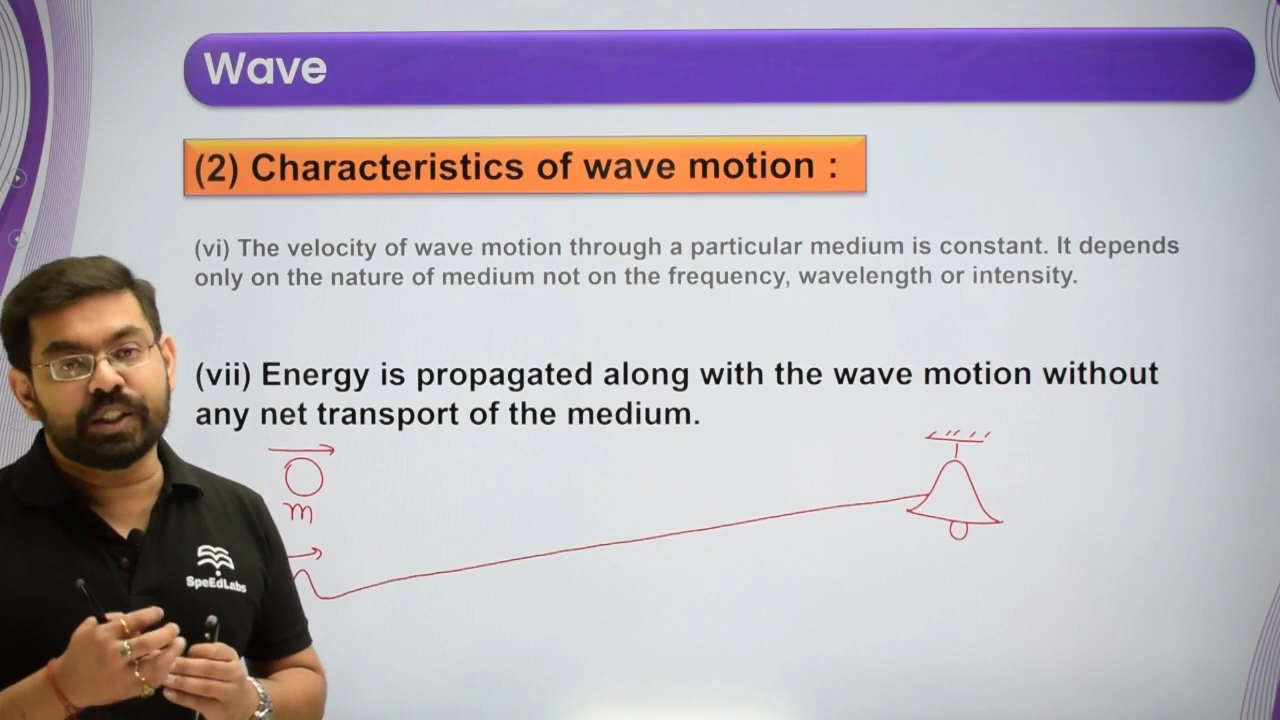 Wave
(2) Characteristics of wave motion :
(vi) The velocity of wave motion through a particular medium is constant. It depends
only on the nature of medium not on the frequency, wavelength or intensity.
(vii) Energy is propagated along with the wave motion without
any net transport of the medium.
m
SpeEdLabs